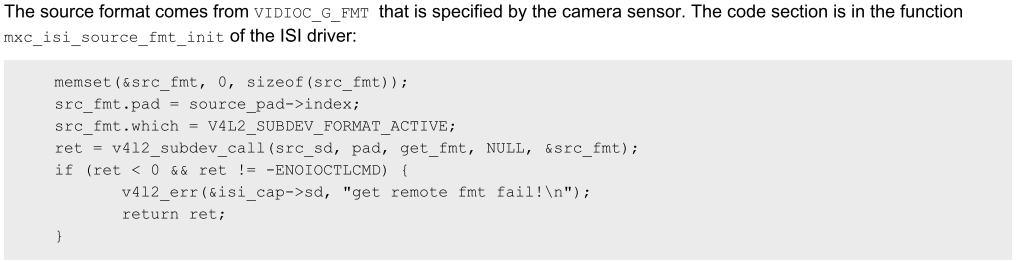 The source format comes from VIDIOC_G_FMT that is specified by the camera sensor. The code section is in the function
mxc_isi_source_fmt_init of the ISI driver:
memset(&src_fmt, 0, sizeof(src_fmt));
src_fmt.pad = source_pad->index;
src_fmt.which = V4L2_SUBDEV_FORMAT_ACTIVE;
ret = v4l2_subdev_call(src_sd, pad, get_fmt, NULL, &src_fmt);
if (ret < 0 && ret != -ENOIOCTLCMD) {
v4l2_err(&isi_cap->sd, "get remote fmt fail!\n");
return ret;
}